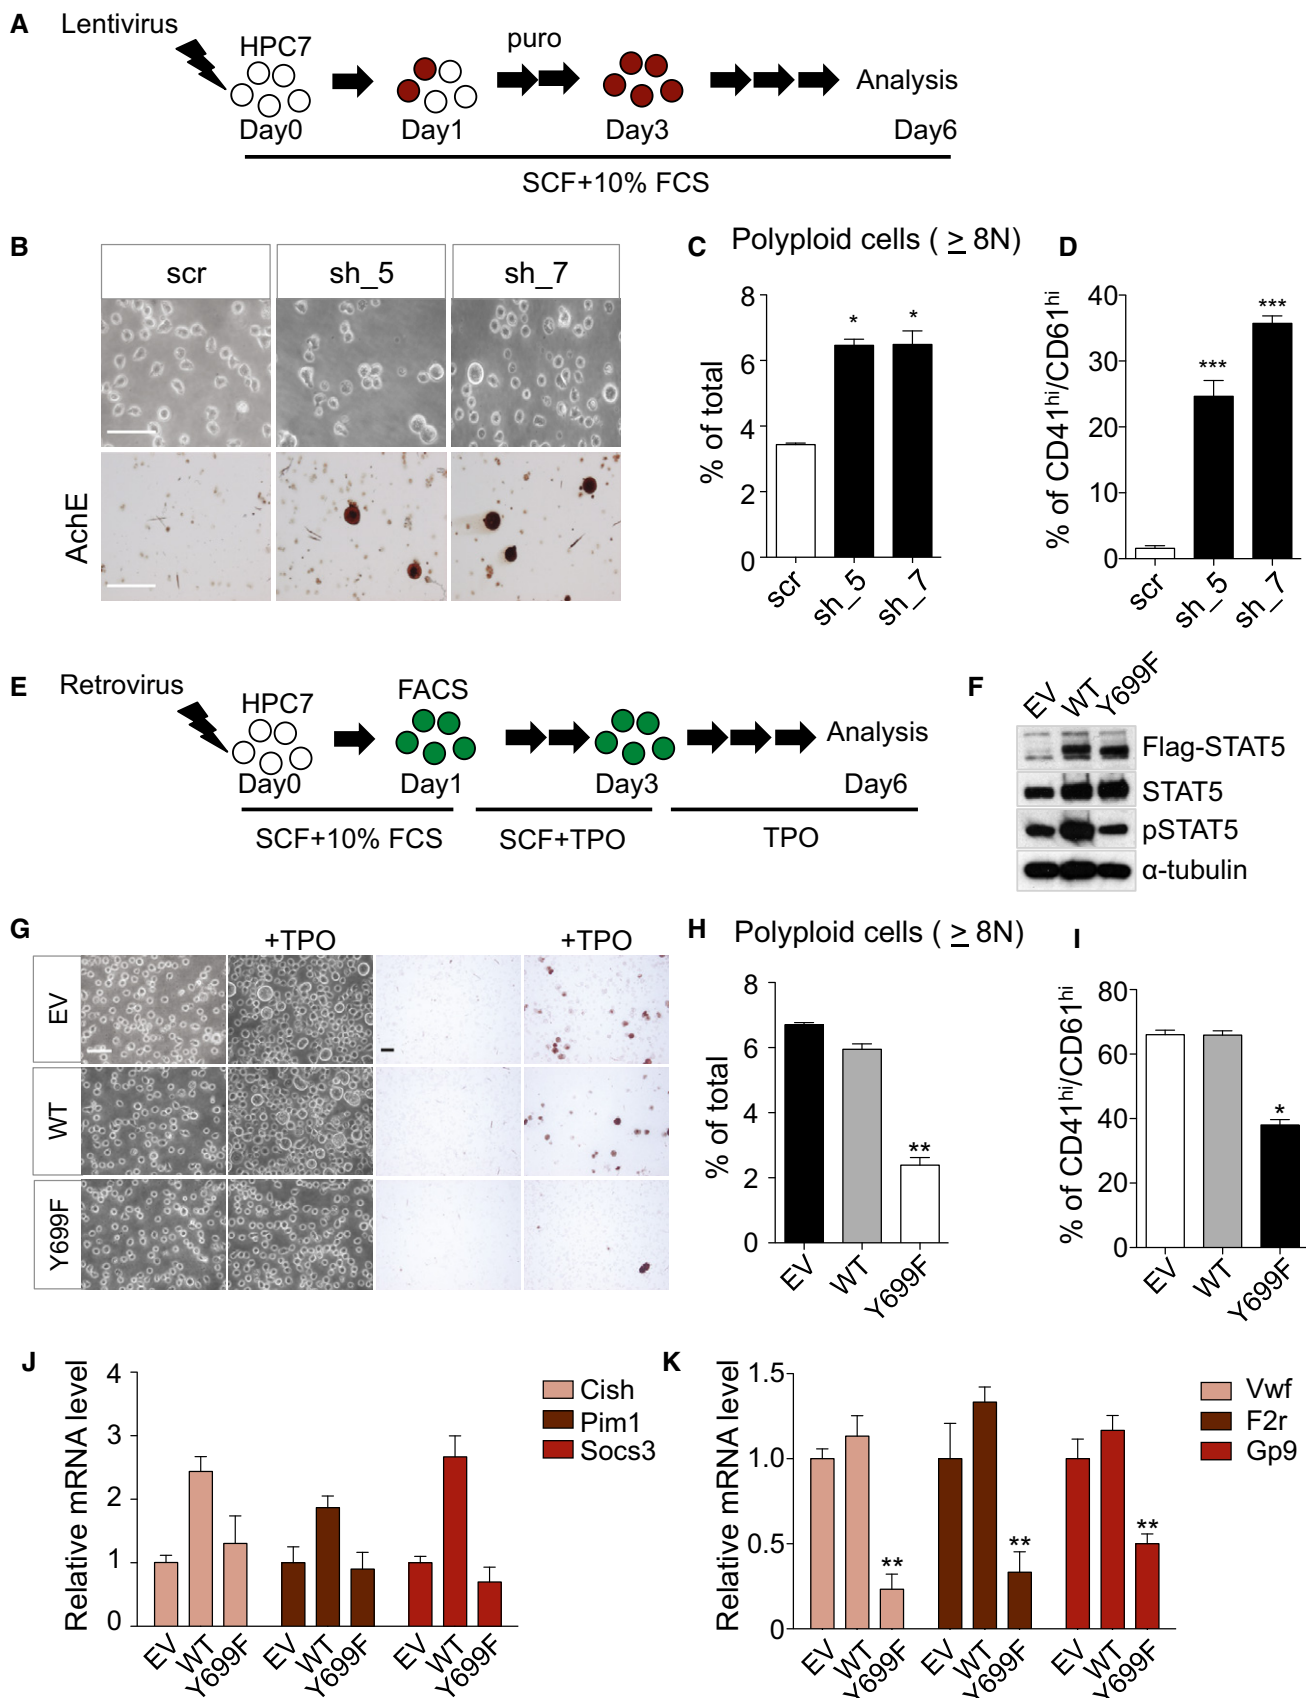 A
Lentivirus
HPC7
puro
Analysis
Day0
Day1
Day3
Day6
SCF+10% FCS
B
scr
sh_5
sh_7
AchE
C
Polyploid cells ( ≥ 8N)
% of total
8
6
4
2
0
*
*
scr
sh_5
sh_7
D
% of CD41hi/CD61hi
40
30
20
10
0
***
***
scr
sh_5
sh_7
E
Retrovirus
HPC7
FACS
Analysis
Day0
Day1
Day3
Day6
SCF+10% FCS
SCF+TPO
TPO
F
EV
WT
Y699F
Flag-STAT5
STAT5
pSTAT5
α-tubulin
G
+TPO
+TPO
EV
WT
Y699F
H
Polyploid cells ( ≥ 8N)
% of total
8
6
4
2
0
**
EV
WT
Y699F
I
% of CD41hi/CD61hi
80
60
40
20
0
*
EV
WT
Y699F
J
Relative mRNA level
4
3
2
1
0
Cish
Pim1
Socs3
EV
WT
Y699F
EV
WT
Y699F
EV
WT
Y699F
K
Relative mRNA level
1.5
1.0
0.5
0
**
**
**
Vwf
F2r
Gp9
EV
WT
Y699F
EV
WT
Y699F
EV
WT
Y699F